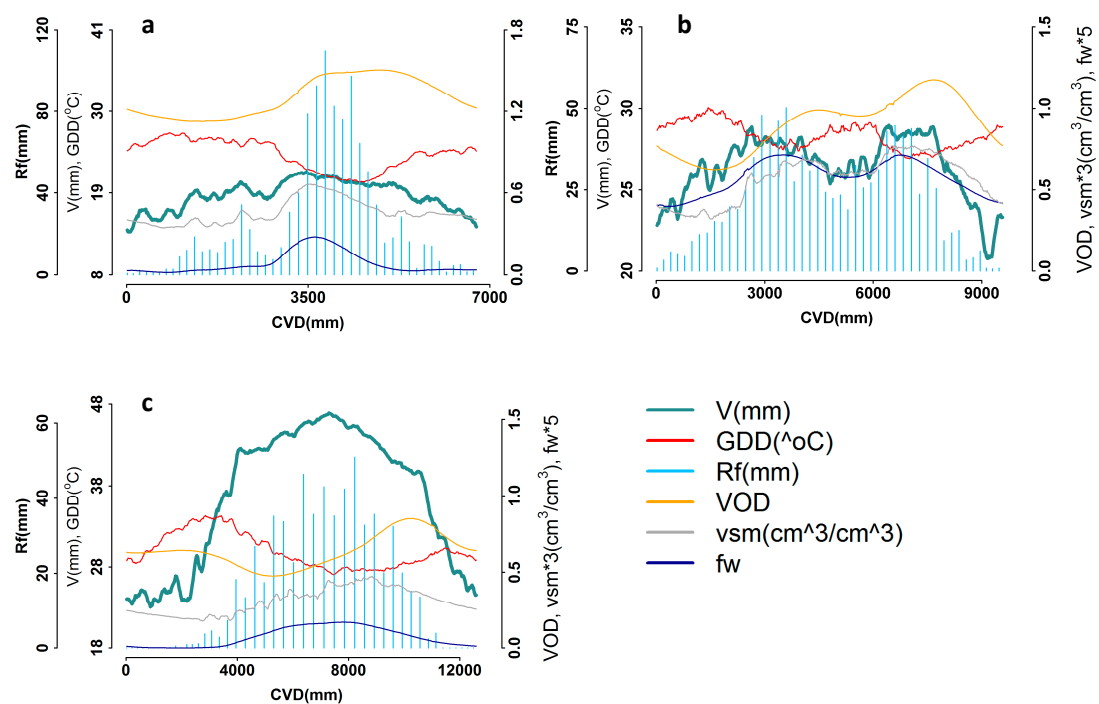 a
120
80
40
0
Rf(mm)
41
30
19
8
V(mm), GDD(°C)
1.8
1.2
0.6
0.0
0
3500
7000
CVD(mm)
b
75
50
25
0
Rf(mm)
35
30
25
20
V(mm), GDD(°C)
1.5
1.0
0.5
0.0
VOD, vsm*3(cm³/cm³), fw*5
0
3000
6000
9000
CVD(mm)
c
60
40
20
0
Rf(mm)
48
38
28
18
V(mm), GDD(°C)
1.5
1.0
0.5
0.0
VOD, vsm*3(cm³/cm³), fw*5
0
4000
8000
12000
CVD(mm)
V(mm)
GDD(^oC)
Rf(mm)
VOD
vsm(cm^3/cm^3)
fw